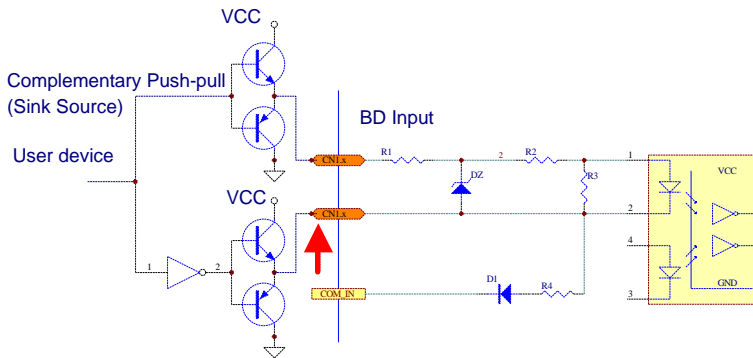 VCC
Complementary Push-pull
(Sink Source)
BD Input
User device
CN1.x
R1
2
R2
1
VCC
DZ
R3
VCC
CN1.x
2
4
1
2
D1
R4
COM_IN
3
GND